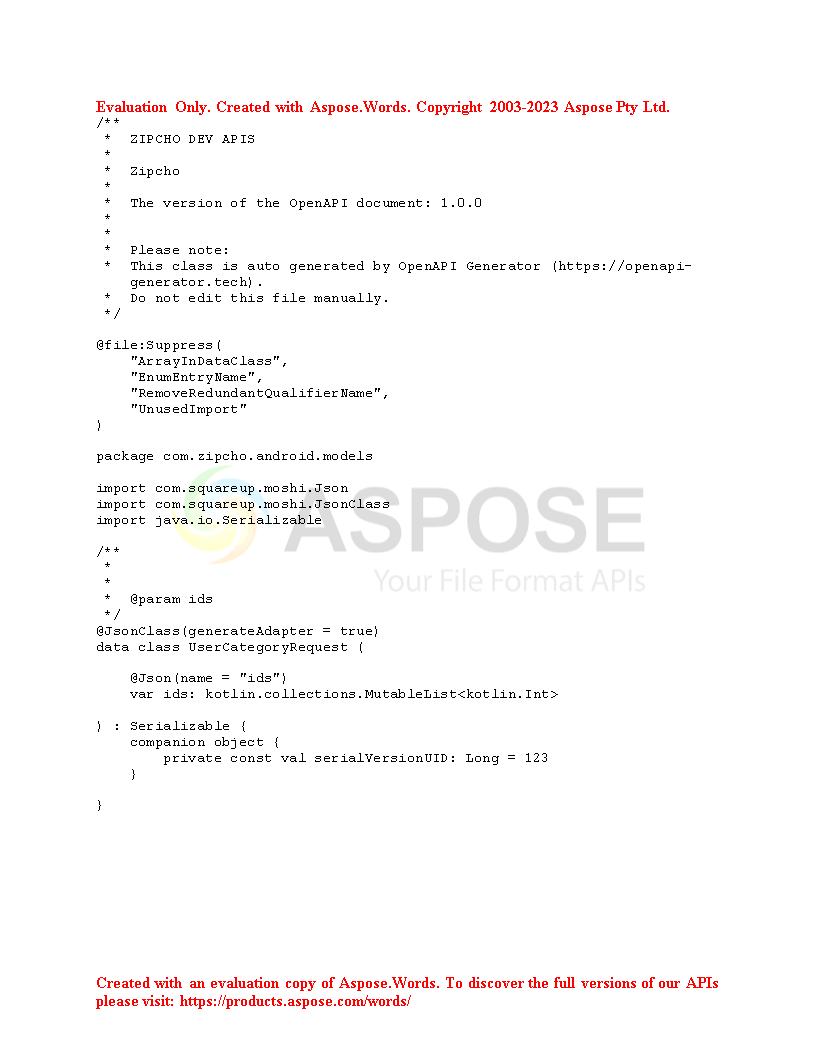 Evaluation Only. Created with Aspose.Words. Copyright 2003-2023 Aspose Pty Ltd.
/**
 *  ZIPCHO DEV APIS
 *
 *  Zipcho
 *
 *  The version of the OpenAPI document: 1.0.0
 *
 *
 *  Please note:
 *  This class is auto generated by OpenAPI Generator (https://openapi-
    generator.tech).
 *  Do not edit this file manually.
 */

@file:Suppress(
    "ArrayInDataClass",
    "EnumEntryName",
    "RemoveRedundantQualifierName",
    "UnusedImport"
)

package com.zipcho.android.models

import com.squareup.moshi.Json
import com.squareup.moshi.JsonClass
import java.io.Serializable
ASPOSE
Your File Format APIs

/**
 *
 *
 *  @param ids
 */
@JsonClass(generateAdapter = true)
data class UserCategoryRequest (

    @Json(name = "ids")
    var ids: kotlin.collections.MutableList<kotlin.Int>

) : Serializable {
    companion object {
        private const val serialVersionUID: Long = 123
    }

}

Created with an evaluation copy of Aspose.Words. To discover the full versions of our APIs
please visit: https://products.aspose.com/words/